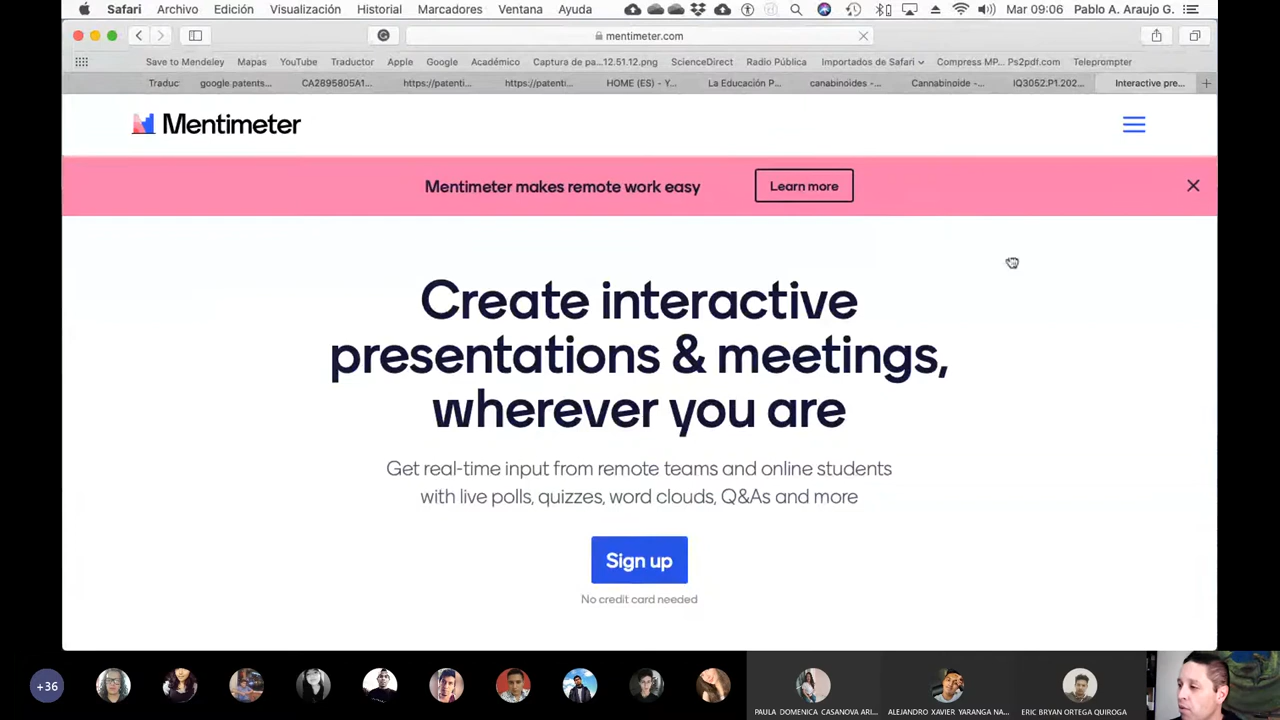 Safari Archivo Edición Visualización Historial Marcadores Ventana Ayuda Mar 09:06 Pablo A. Araujo G.
mentimeter.com
Save to Mendeley Mapas YouTube Traductor Apple Google Académico Captura de pa...12.51.12.png ScienceDirect Radio Pública Importados de Safari Compress MP... Ps2pdf.com Teleprompter
Traduc google patents... CA2895805A1... https://patenti... https://patenti... HOME (ES) - Y... La Educación P... canabinoides -... Cannabinoide -... IQ3052.P1.202... Interactive pre...
Mentimeter
Mentimeter makes remote work easy Learn more
Create interactive
presentations & meetings,
wherever you are
Get real-time input from remote teams and online students
with live polls, quizzes, word clouds, Q&As and more
Sign up
No credit card needed
+36
PAULA DOMENICA CASANOVA ARI... ALEJANDRO XAVIER YARANGA NA... ERIC BRYAN ORTEGA QUIROGA